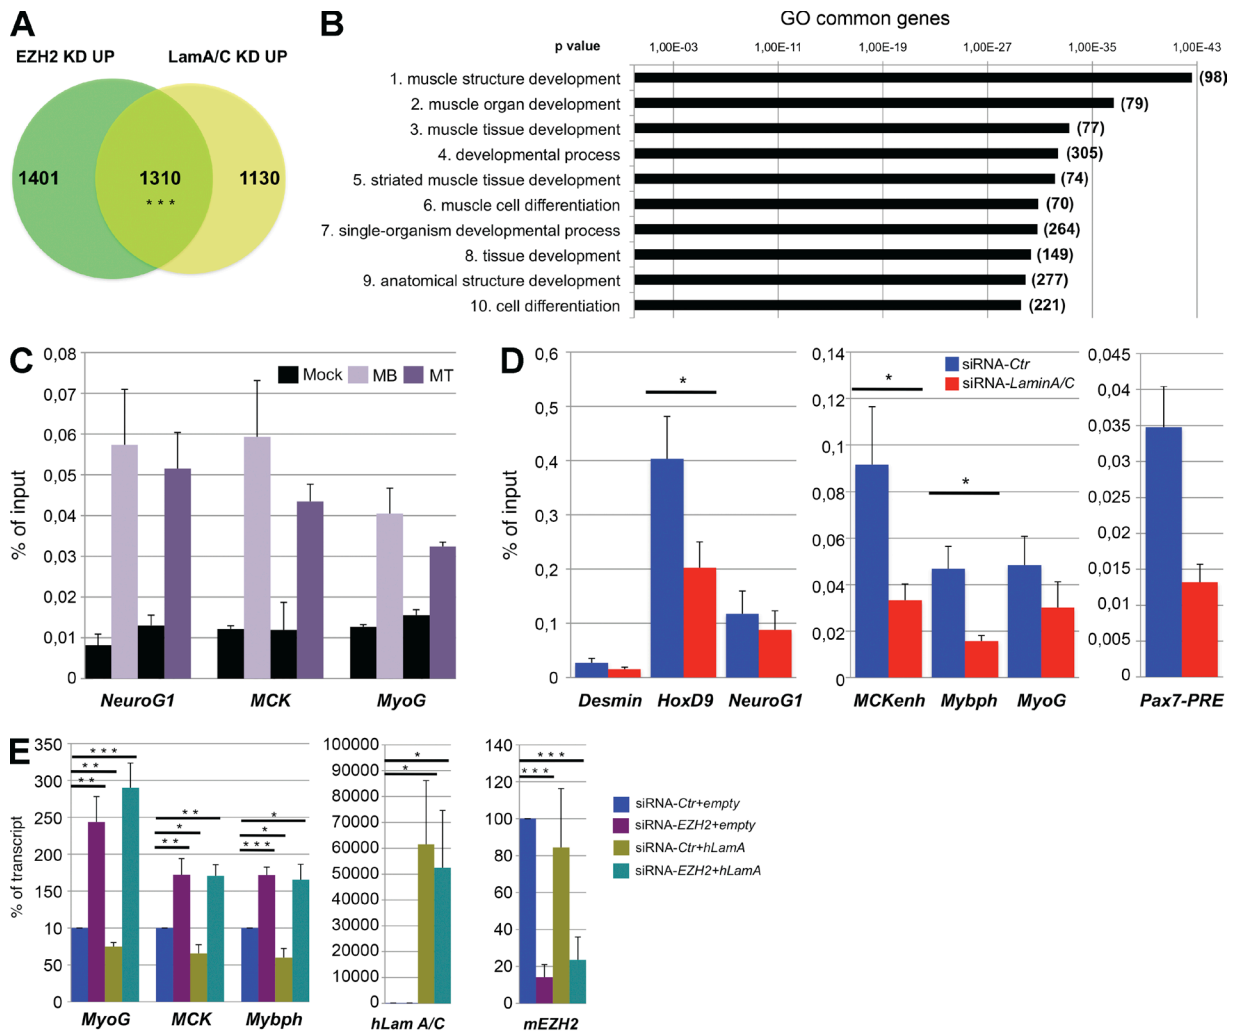 A
EZH2 KD UP
LamA/C KD UP
1401
1310
1130
* * *
B
GO common genes
p value
1,00E-03
1,00E-11
1,00E-19
1,00E-27
1,00E-35
1,00E-43
1. muscle structure development
(98)
2. muscle organ development
(79)
3. muscle tissue development
(77)
4. developmental process
(305)
5. striated muscle tissue development
(74)
6. muscle cell differentiation
(70)
7. single-organism developmental process
(264)
8. tissue development
(149)
9. anatomical structure development
(277)
10. cell differentiation
(221)
C
% of input
0,08
0,07
0,06
0,05
0,04
0,03
0,02
0,01
0
Mock
MB
MT
NeuroG1
MCK
MyoG
D
% of input
0,6
0,5
0,4
0,3
0,2
0,1
0
*
Desmin
HoxD9
NeuroG1
0,14
0,12
0,1
0,08
0,06
0,04
0,02
0
*
*
siRNA-Ctr
siRNA-LaminA/C
MCKenh
Mybph
MyoG
0,045
0,04
0,035
0,03
0,025
0,02
0,015
0,01
0,005
0
Pax7-PRE
E
% of transcript
350
300
250
200
150
10
50
0
* * *
* *
* *
* *
*
* *
*
*
* * *
MyoG
MCK
Mybph
100000
90000
80000
70000
60000
50000
40000
30000
20000
10000
0
*
*
hLam A/C
140
120
100
80
60
40
20
0
* * *
* * *
mEZH2
siRNA-Ctr+empty
siRNA-EZH2+empty
siRNA-Ctr+hLamA
siRNA-EZH2+hLamA